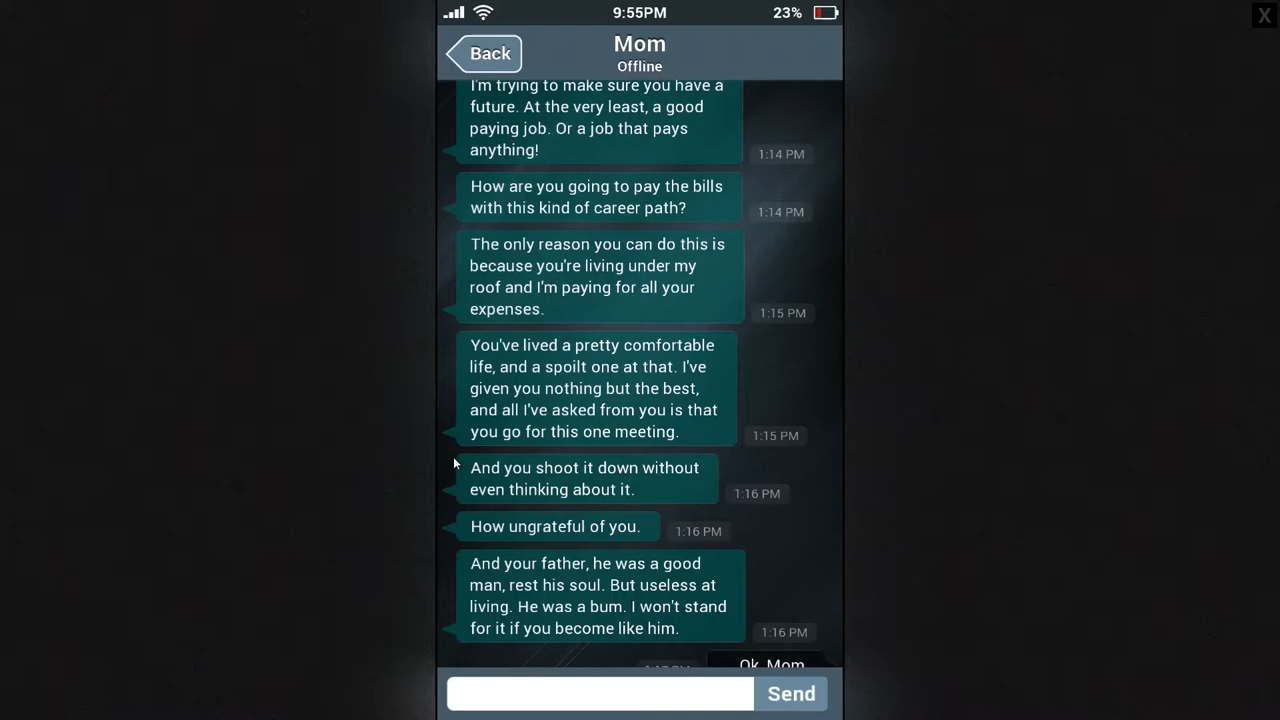 9:55PM
23%
X
Back
Mom
Offline
I'm trying to make sure you have a
future. At the very least, a good
paying job. Or a job that pays
anything!
1:14 PM
How are you going to pay the bills
with this kind of career path?
1:14 PM
The only reason you can do this is
because you're living under my
roof and I'm paying for all your
expenses.
1:15 PM
You've lived a pretty comfortable
life, and a spoilt one at that. I've
given you nothing but the best,
and all I've asked from you is that
you go for this one meeting.
1:15 PM
And you shoot it down without
even thinking about it.
1:16 PM
How ungrateful of you.
1:16 PM
And your father, he was a good
man, rest his soul. But useless at
living. He was a bum. I won't stand
for it if you become like him.
1:16 PM
1:17 PM
Ok, Mom
Send